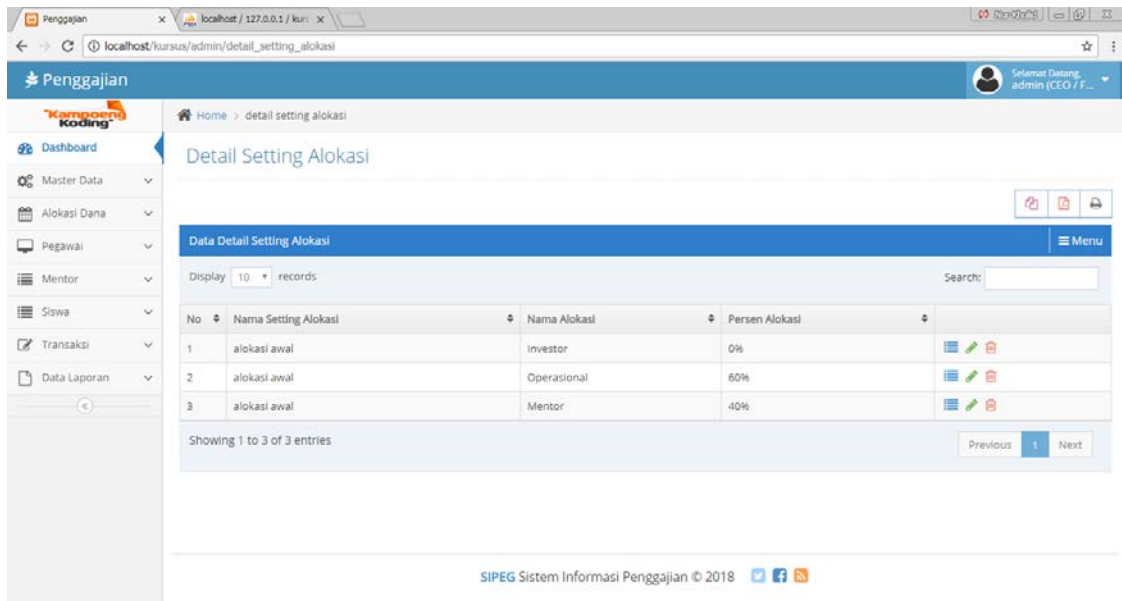 Penggajian
localhost / 127.0.0.1 / kurs
localhost/kursus/admin/detail_setting_alokasi
Penggajian
Selamat Datang,
admin (CEO / F...
"Kampoeng
Koding"
Home > detail setting alokasi
Dashboard
Detail Setting Alokasi
Master Data
Alokasi Dana
Pegawai
Mentor
Siswa
Transaksi
Data Laporan
Data Detail Setting Alokasi Menu
Display 10 records Search:
No Nama Setting Alokasi Nama Alokasi Persen Alokasi
1 alokasi awal Investor 0%
2 alokasi awal Operasional 60%
3 alokasi awal Mentor 40%
Showing 1 to 3 of 3 entries Previous 1 Next
SIPEG Sistem Informasi Penggajian © 2018